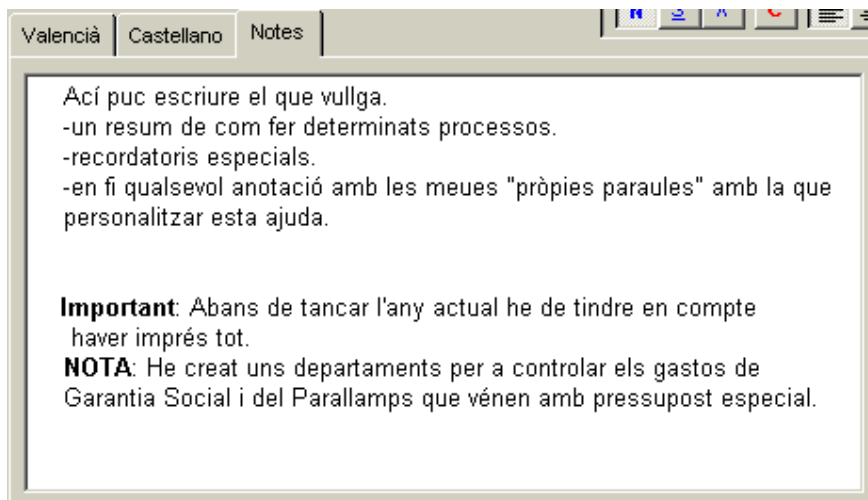 Valencià Castellano Notes N S A C
Ací puc escriure el que vullga.
-un resum de com fer determinats processos.
-recordatoris especials.
-en fi qualsevol anotació amb les meues "pròpies paraules" amb la que
personalitzar esta ajuda.
Important: Abans de tancar l'any actual he de tindre en compte
haver imprés tot.
NOTA: He creat uns departaments per a controlar els gastos de
Garantia Social i del Parallamps que vénen amb pressupost especial.